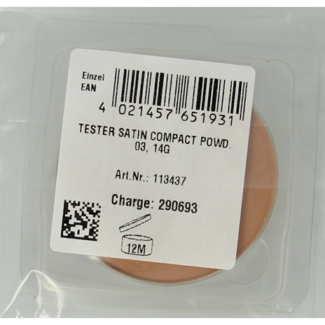 Einzel
EAN
4 021457 651931
TESTER SATIN COMPACT POWD.
03, 14G
Art.Nr.: 113437
Charge: 290693
12M